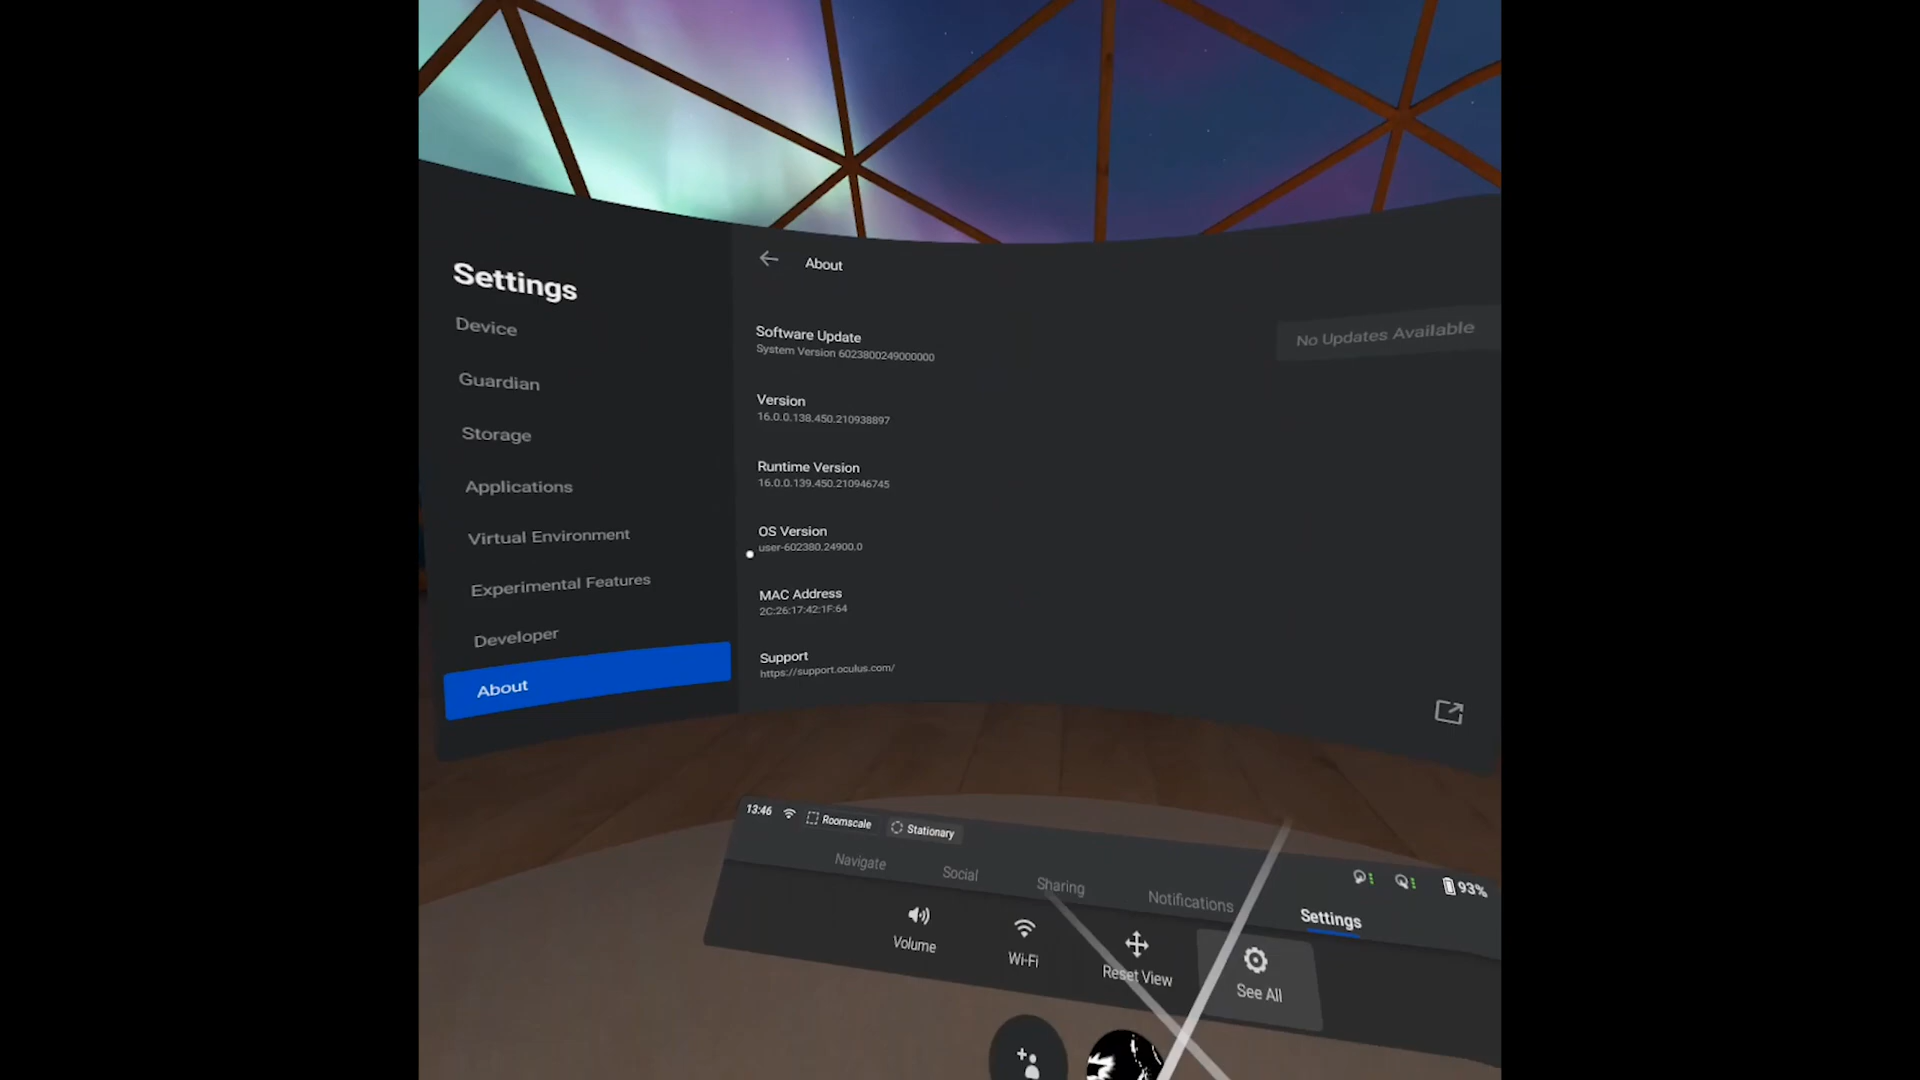 Settings
Device
Guardian
Storage
Applications
Virtual Environment
Experimental Features
Developer
About
About
Software Update
System Version 6023800249000000
No Updates Available
Version
16.0.0.138.450.210938897
Runtime Version
16.0.0.139.450.210946745
OS Version
user-602380.24900.0
MAC Address
2C:26:17:42:1F:64
Support
https://support.oculus.com/
13:46
Roomscale
Stationary
93%
Navigate
Social
Sharing
Notifications
Settings
Volume
Wi-Fi
Reset View
See All